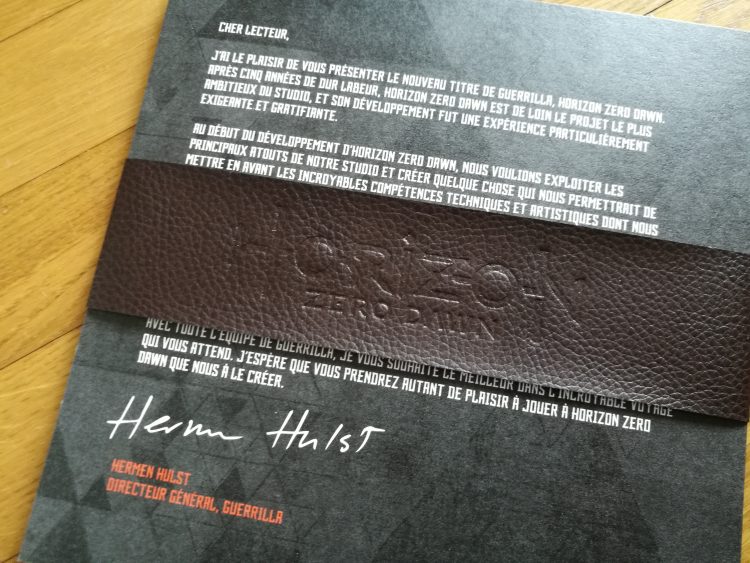 CHER LECTEUR,
J'AI LE PLAISIR DE VOUS PRÉSENTER LE NOUVEAU TITRE DE GUERRILLA, HORIZON ZERO DAWN.
APRÈS CINQ ANNÉES DE DUR LABEUR, HORIZON ZERO DAWN EST DE LOIN LE PROJET LE PLUS
AMBITIEUX DU STUDIO, ET SON DÉVELOPPEMENT FUT UNE EXPÉRIENCE PARTICULIÈREMENT
EXIGEANTE ET GRATIFIANTE.
AU DÉBUT DU DÉVELOPPEMENT D'HORIZON ZERO DAWN, NOUS VOULIONS EXPLOITER LES
PRINCIPAUX ATOUTS DE NOTRE STUDIO ET CRÉER QUELQUE CHOSE QUI NOUS PERMETTRAIT DE
METTRE EN AVANT LES INCROYABLES COMPÉTENCES TECHNIQUES ET ARTISTIQUES DONT NOUS
HORIZON
ZERO DAWN
AVEC TOUTE L'ÉQUIPE DE GUERRILLA, JE VOUS SOUHAITE LE MEILLEUR DANS L'INCROYABLE VOYAGE
QUI VOUS ATTEND. J'ESPÈRE QUE VOUS PRENDREZ AUTANT DE PLAISIR À JOUER À HORIZON ZERO
DAWN QUE NOUS À LE CRÉER.
Hermen Hulst
HERMEN HULST
DIRECTEUR GÉNÉRAL, GUERRILLA